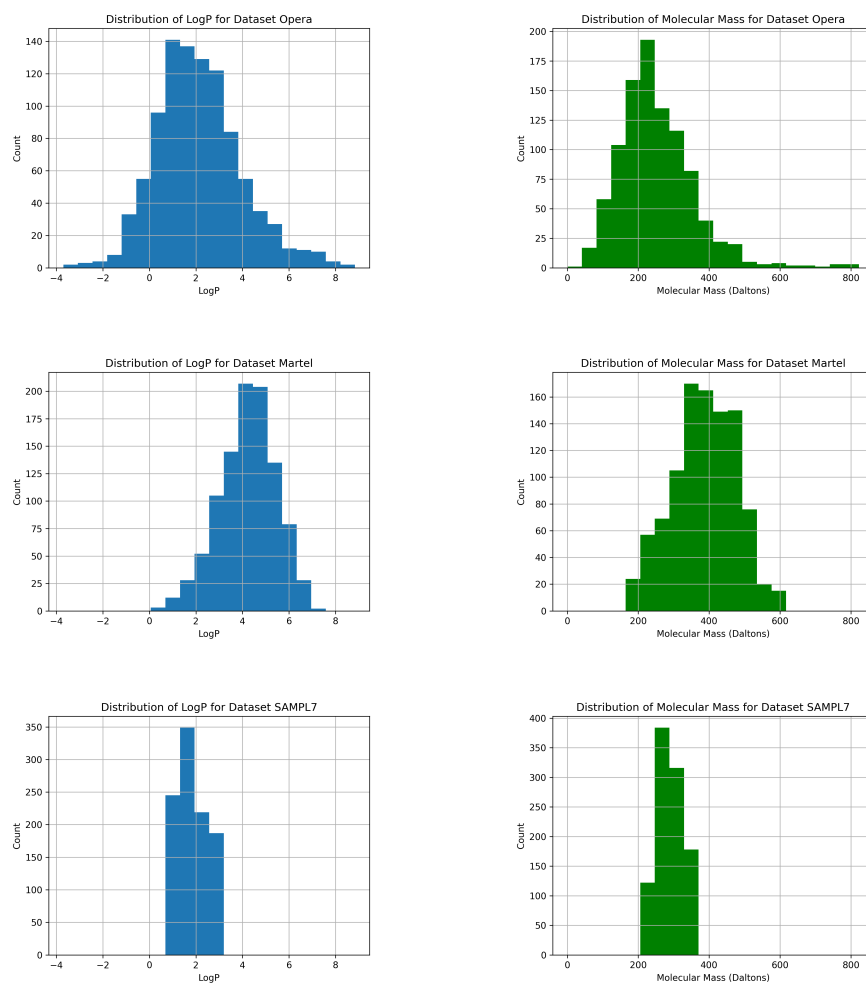 Distribution of LogP for Dataset Opera
140
120
100
80
60
40
20
0
Count
−4 −2 0 2 4 6 8
LogP
Distribution of Molecular Mass for Dataset Opera
200
175
150
125
100
75
50
25
0
Count
0 200 400 600 800
Molecular Mass (Daltons)
Distribution of LogP for Dataset Martel
200
175
150
125
100
75
50
25
0
Count
−4 −2 0 2 4 6 8
LogP
Distribution of Molecular Mass for Dataset Martel
160
140
120
100
80
60
40
20
0
Count
0 200 400 600 800
Molecular Mass (Daltons)
Distribution of LogP for Dataset SAMPL7
350
300
250
200
150
100
50
0
Count
−4 −2 0 2 4 6 8
LogP
Distribution of Molecular Mass for Dataset SAMPL7
400
350
300
250
200
150
100
50
0
Count
0 200 400 600 800
Molecular Mass (Daltons)